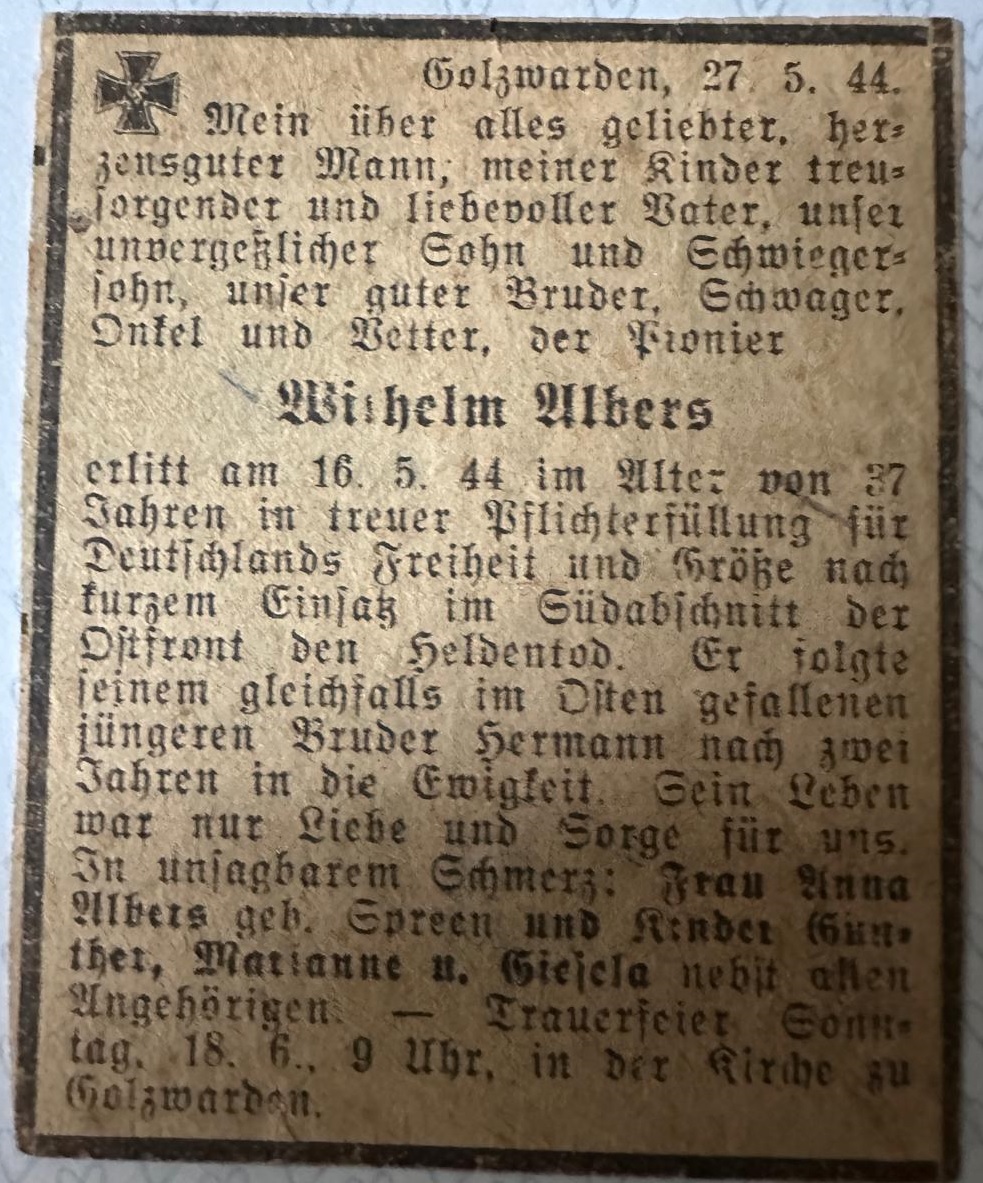 Golzwarden, 27. 5. 44.
Mein über alles geliebter, her-
zensguter Mann, meiner Kinder treu-
sorgender und liebevoller Vater, unser
unvergeßlicher Sohn und Schwieger-
sohn, unser guter Bruder, Schwager,
Onkel und Vetter, der Pionier
Wilhelm Albers
erlitt am 16. 5. 44 im Alter von 37
Jahren in treuer Pflichterfüllung für
Deutschlands Freiheit und Größe nach
kurzem Einsatz im Südabschnitt der
Ostfront den Heldentod. Er folgte
seinem gleichfalls im Osten gefallenen
jüngeren Bruder Hermann nach zwei
Jahren in die Ewigkeit. Sein Leben
war nur Liebe und Sorge für uns.
In unsagbarem Schmerz: Frau Anna
Albers geb. Spreen und Kinder Gün-
ther, Marianne u. Giesela nebst allen
Angehörigen. — Trauerfeier Sonn-
tag, 18. 6., 9 Uhr, in der Kirche zu
Golzwarden.